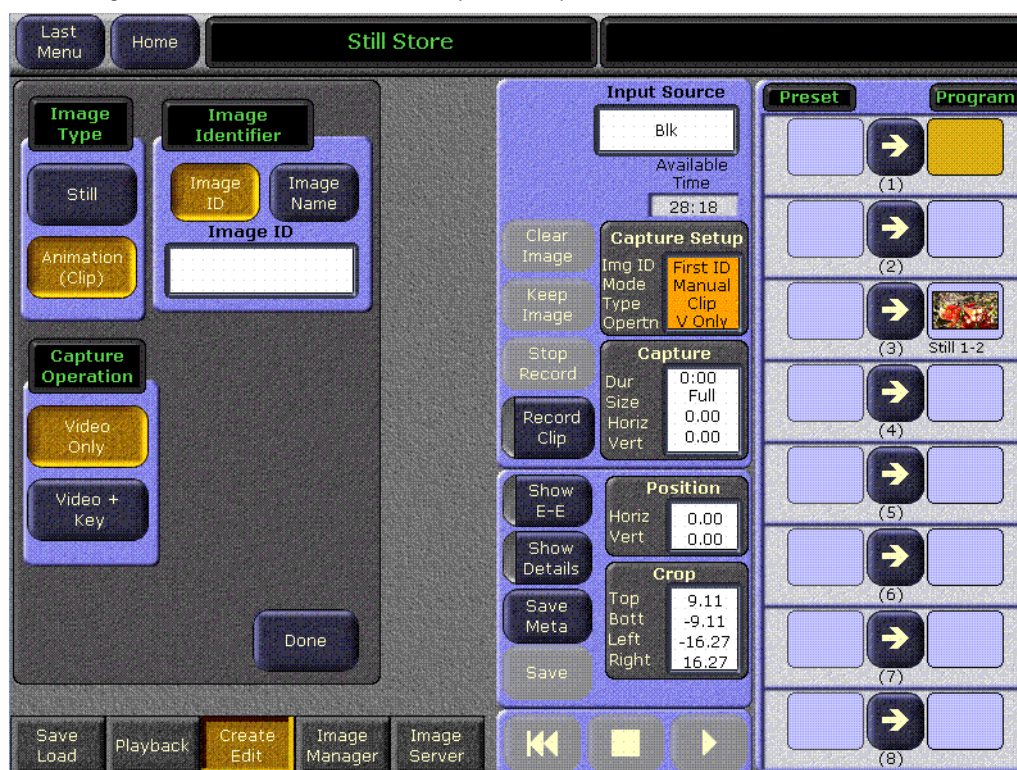 Last
Menu
Home
Still Store
Image
Type
Image
Identifier
Still
Image
ID
Image
Name
Image ID
Animation
(Clip)
Capture
Operation
Video
Only
Video +
Key
Done
Input Source
Blk
Available
Time
28:18
Clear
Image
Keep
Image
Stop
Record
Record
Clip
Capture Setup
Img ID First ID
Mode Manual
Type Clip
Opertn V Only
Capture
Dur 0:00
Size Full
Horiz 0.00
Vert 0.00
Show
E-E
Show
Details
Save
Meta
Save
Position
Horiz 0.00
Vert 0.00
Crop
Top 9.11
Bott -9.11
Left -16.27
Right 16.27
Preset Program
(1)
(2)
(3) Still 1-2
(4)
(5)
(6)
(7)
(8)
Save
Load
Playback
Create
Edit
Image
Manager
Image
Server